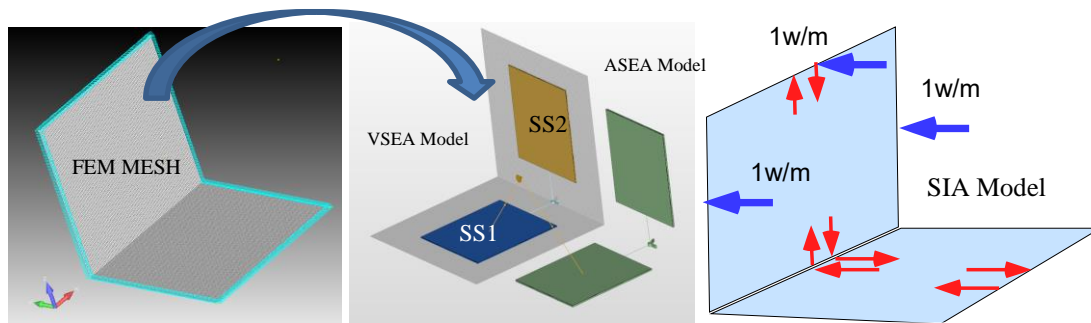 FEM MESH
VSEA Model
ASEA Model
SS2
SS1
1w/m
1w/m
1w/m
SIA Model